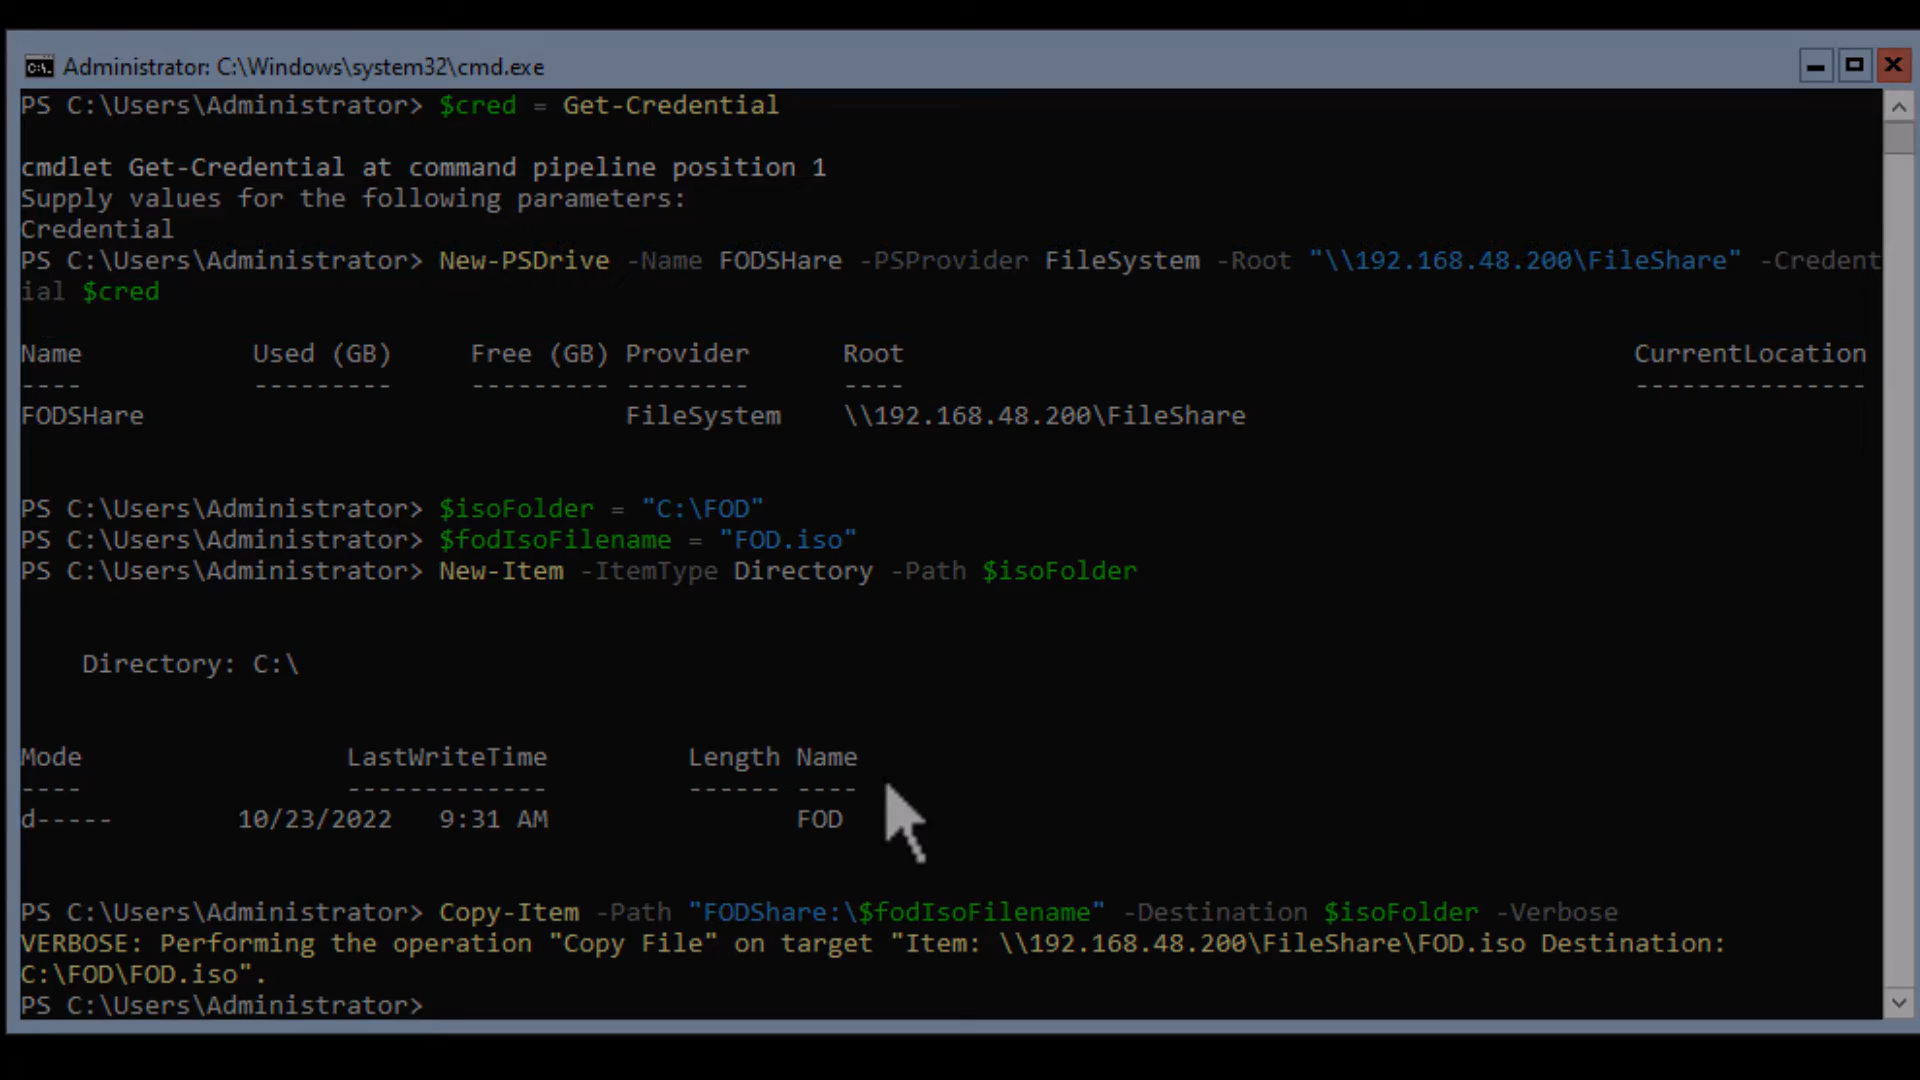 Administrator: C:\Windows\system32\cmd.exe
PS C:\Users\Administrator> $cred = Get-Credential
cmdlet Get-Credential at command pipeline position 1
Supply values for the following parameters:
Credential
PS C:\Users\Administrator> New-PSDrive -Name FODSHare -PSProvider FileSystem -Root "\\192.168.48.200\FileShare" -Credent
ial $cred
Name           Used (GB)     Free (GB) Provider      Root                                               CurrentLocation
----           ---------     --------- --------      ----                                               ---------------
FODSHare                               FileSystem    \\192.168.48.200\FileShare
PS C:\Users\Administrator> $isoFolder = "C:\FOD"
PS C:\Users\Administrator> $fodIsoFilename = "FOD.iso"
PS C:\Users\Administrator> New-Item -ItemType Directory -Path $isoFolder
    Directory: C:\
Mode                 LastWriteTime         Length Name
----                 -------------         ------ ----
d-----        10/23/2022   9:31 AM                FOD
PS C:\Users\Administrator> Copy-Item -Path "FODShare:\$fodIsoFilename" -Destination $isoFolder -Verbose
VERBOSE: Performing the operation "Copy File" on target "Item: \\192.168.48.200\FileShare\FOD.iso Destination:
C:\FOD\FOD.iso".
PS C:\Users\Administrator>